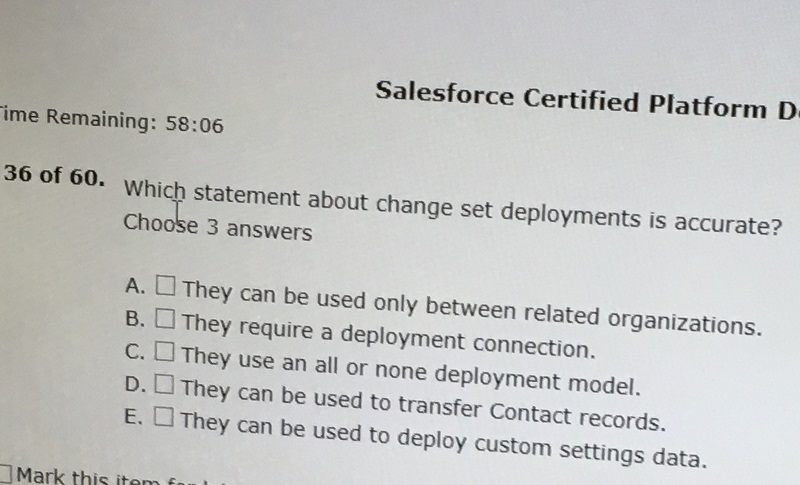 Salesforce Certified Platform
Time Remaining: 58:06
36 of 60. Which statement about change set deployments is accurate?
Choose 3 answers
A. They can be used only between related organizations.
B. They require a deployment connection.
C. They use an all or none deployment model.
D. They can be used to transfer Contact records.
E. They can be used to deploy custom settings data.
Mark this item